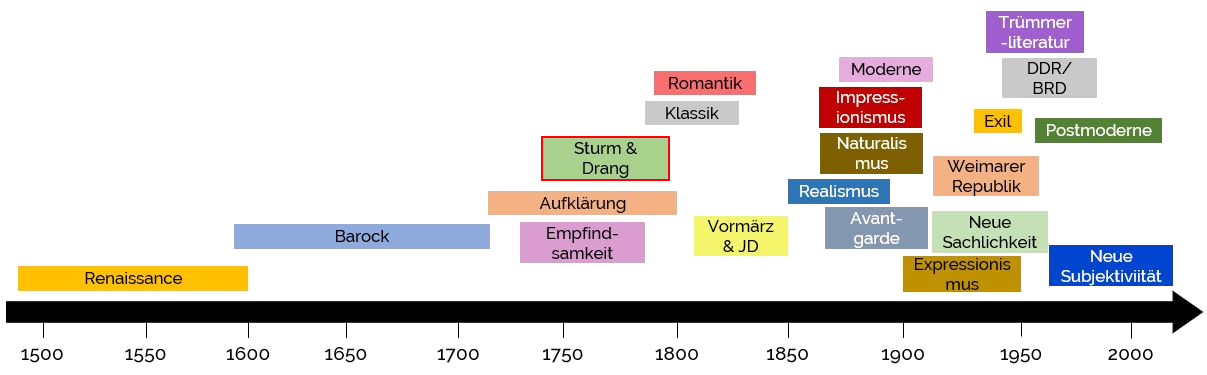 Trümmer
-literatur
Moderne
DDR/
BRD
Romantik
Impress-
ionismus
Klassik
Exil
Postmoderne
Sturm &
Drang
Naturalis
mus
Weimarer
Republik
Realismus
Aufklärung
Avant-
garde
Neue
Sachlichkeit
Barock
Empfind-
samkeit
Vormärz
& JD
Neue
Subjektiviität
Renaissance
Expressionis
mus
1500 1550 1600 1650 1700 1750 1800 1850 1900 1950 2000